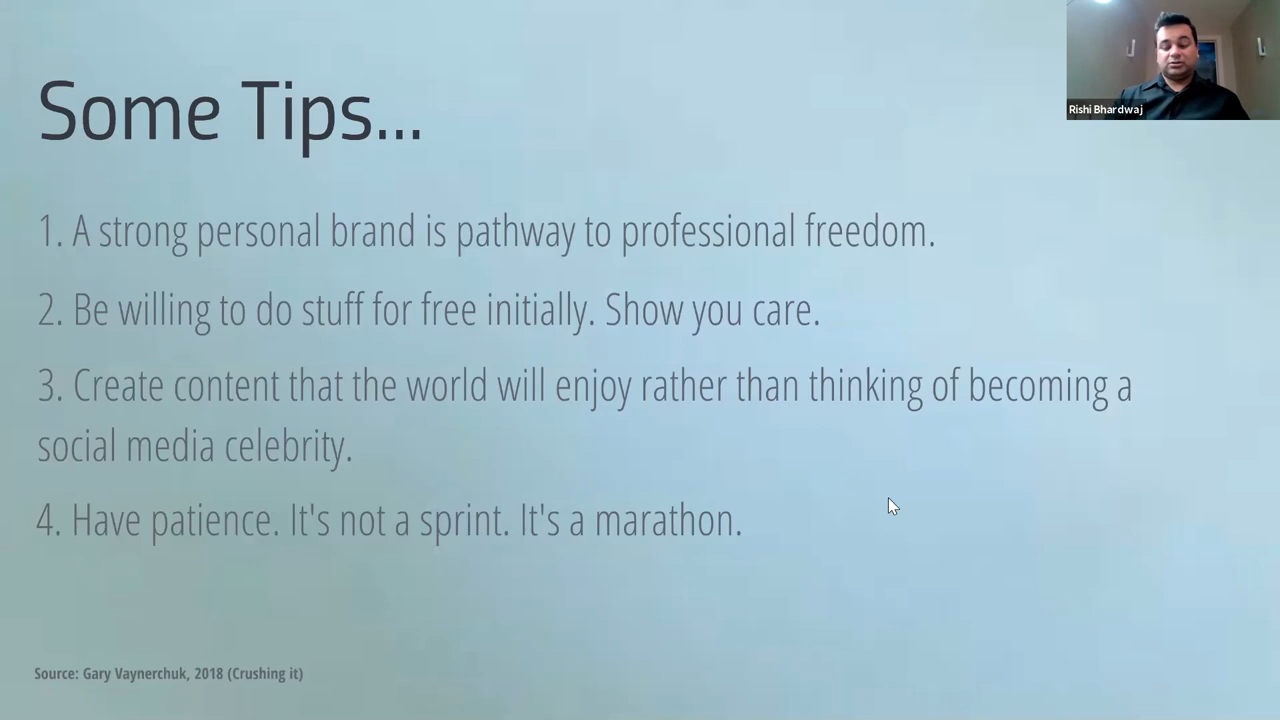 Some Tips...
1. A strong personal brand is pathway to professional freedom.
2. Be willing to do stuff for free initially. Show you care.
3. Create content that the world will enjoy rather than thinking of becoming a
social media celebrity.
4. Have patience. It's not a sprint. It's a marathon.
Source: Gary Vaynerchuk, 2018 (Crushing it)
Rishi Bhardwaj